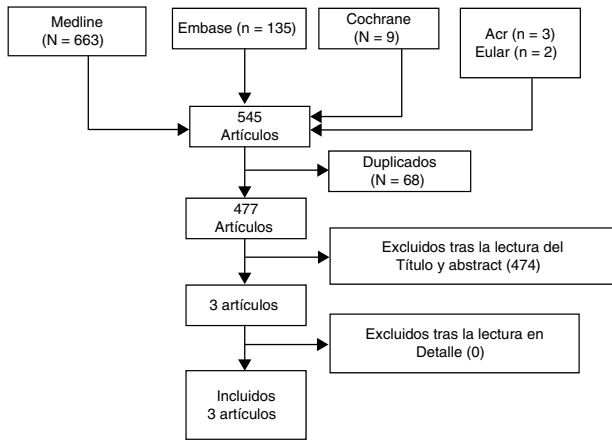 Medline
(N = 663)
Embase (n = 135)
Cochrane
(N = 9)
Acr (n = 3)
Eular (n = 2)
545
Artículos
Duplicados
(N = 68)
477
Artículos
Excluidos tras la lectura del
Título y abstract (474)
3 artículos
Excluidos tras la lectura en
Detalle (0)
Incluidos
3 artículos